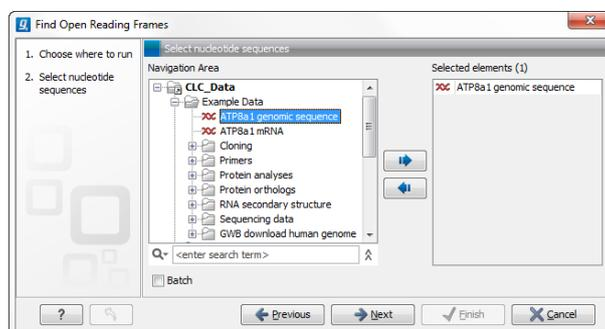 Find Open Reading Frames
1. Choose where to run
2. Select nucleotide
sequences
Select nucleotide sequences
Navigation Area
CLC_Data
Example Data
ATP8a1 genomic sequence
ATP8a1 mRNA
Cloning
Primers
Protein analyses
Protein orthologs
RNA secondary structure
Sequencing data
GWB download human genome
<enter search term>
Batch
Selected elements (1)
ATP8a1 genomic sequence
?
Previous
Next
Finish
Cancel